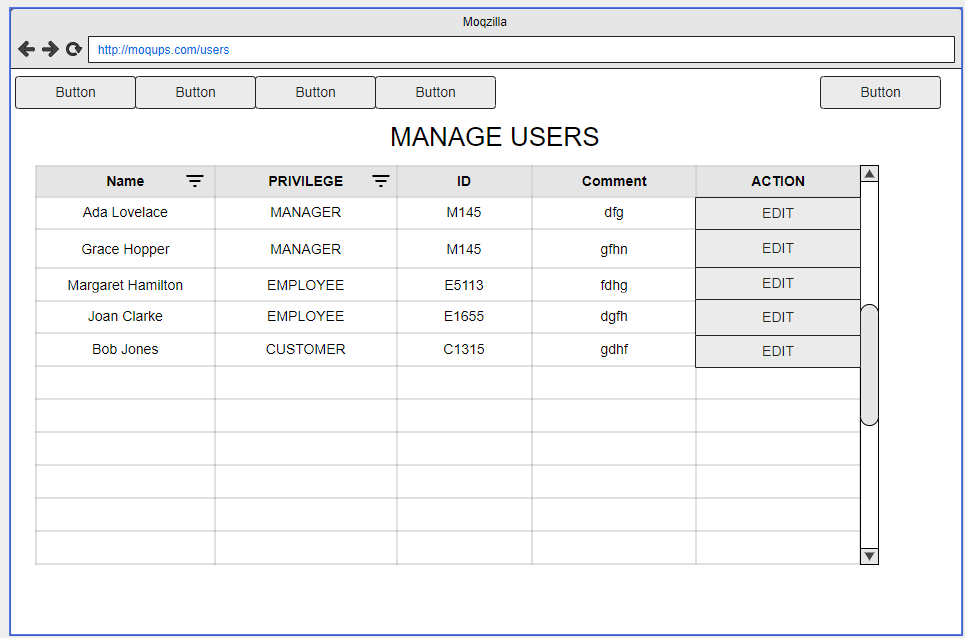 Moqzilla
http://moqups.com/users
Button Button Button Button Button
MANAGE USERS
Name PRIVILEGE ID Comment ACTION
Ada Lovelace MANAGER M145 dfg EDIT
Grace Hopper MANAGER M145 gfhn EDIT
Margaret Hamilton EMPLOYEE E5113 fdhg EDIT
Joan Clarke EMPLOYEE E1655 dgfh EDIT
Bob Jones CUSTOMER C1315 gdhf EDIT